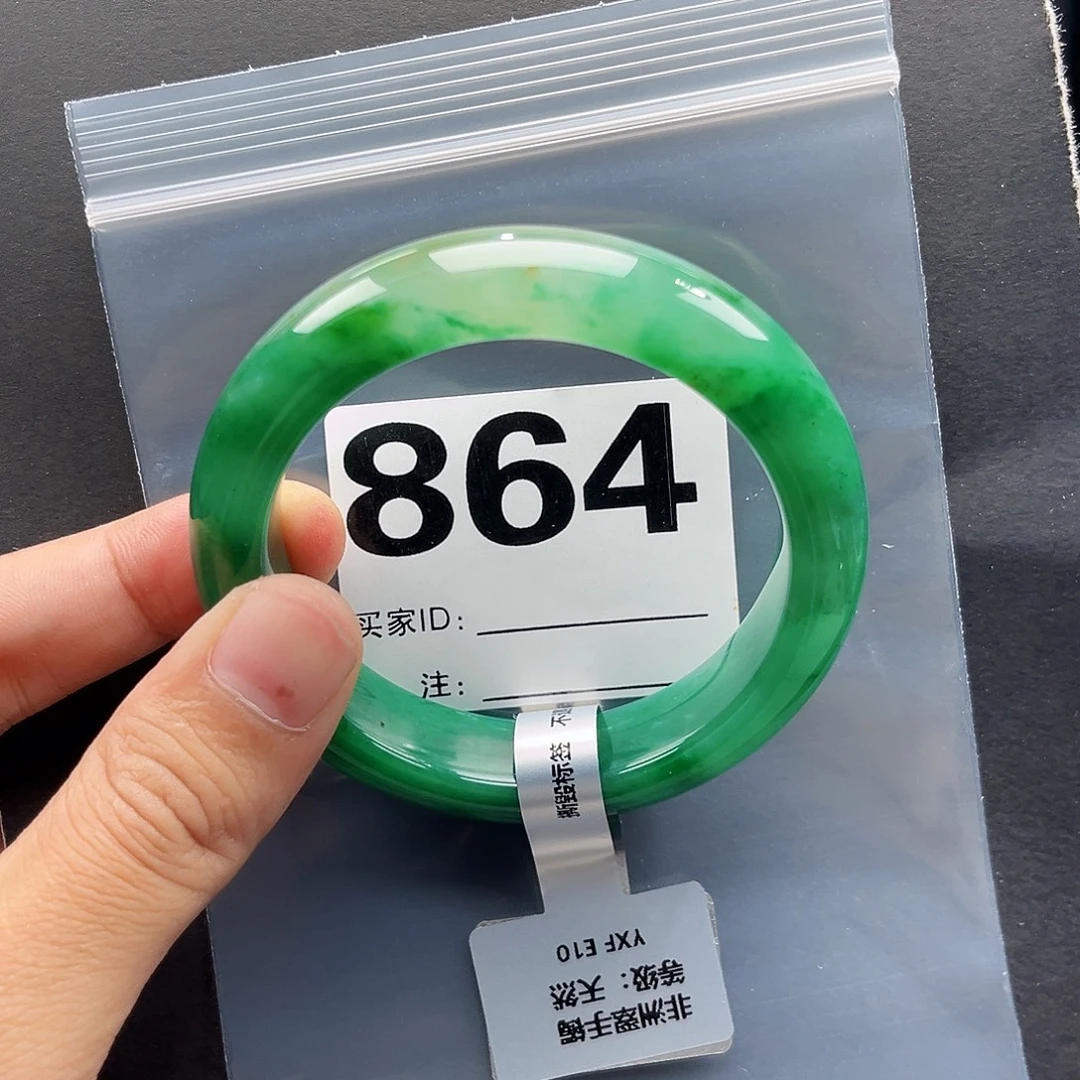 864
买家ID:
注:
撕毁标签 不
非洲翠手镯
等级: 天然
YXF E10